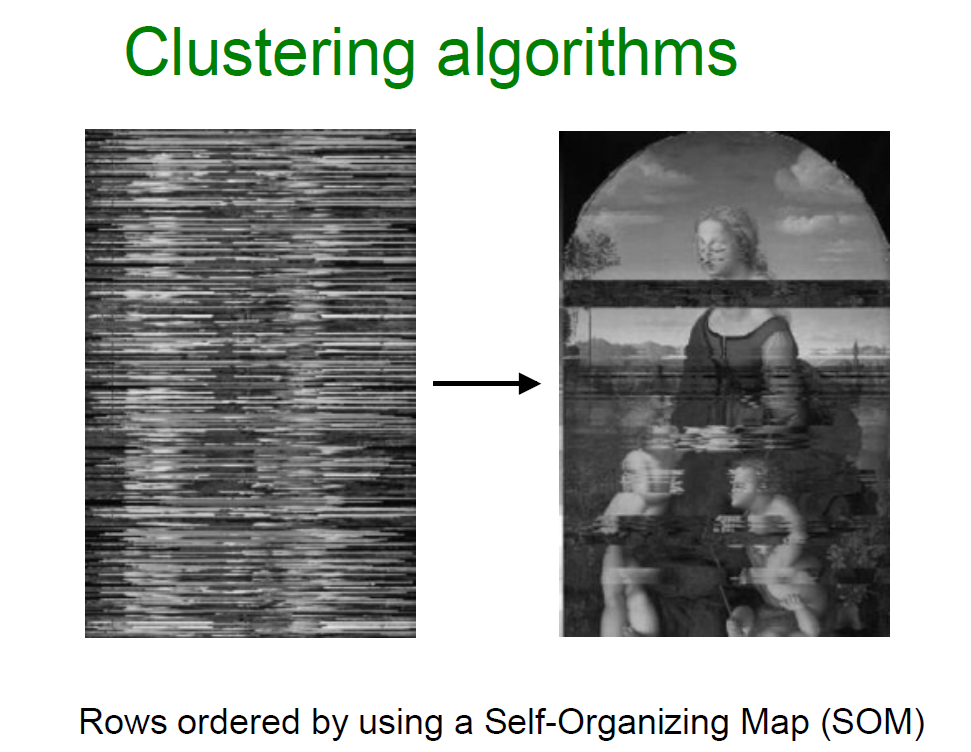 Clustering algorithms
Rows ordered by using a Self-Organizing Map (SOM)